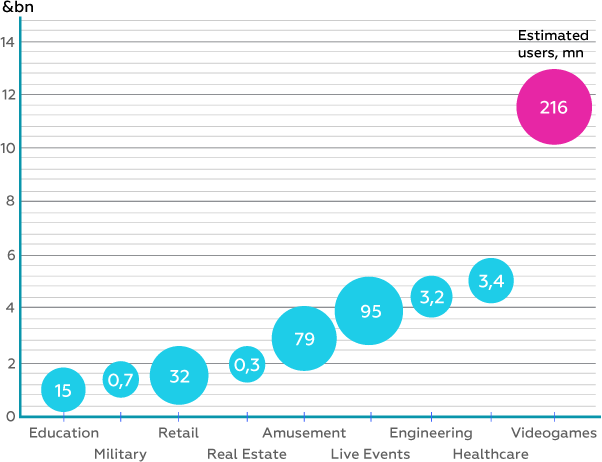 &bn
Estimated
users, mn
14
12
10
8
6
4
2
0
216
15
0,7
32
0,3
79
95
3,2
3,4
Education
Military
Retail
Real Estate
Amusement
Live Events
Engineering
Healthcare
Videogames